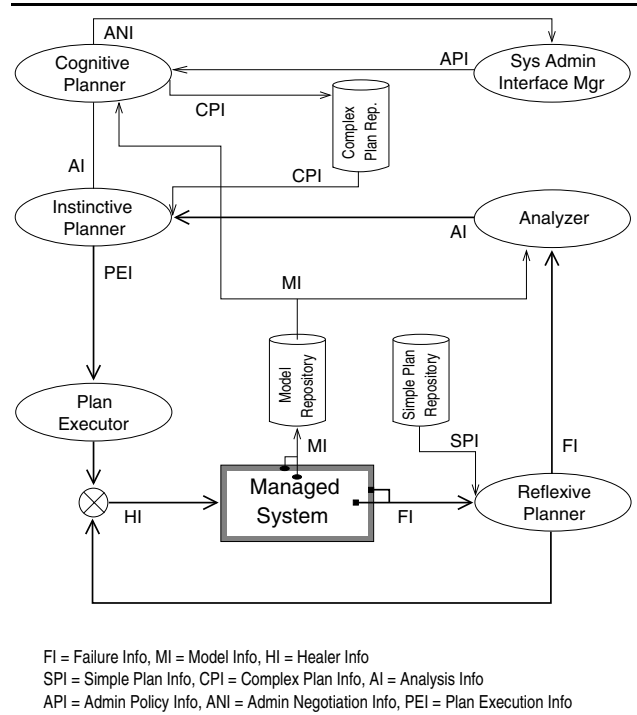 ANI
Cognitive
Planner
API
Sys Admin
Interface Mgr
CPI
Complex
Plan Rep.
AI
CPI
Instinctive
Planner
AI
Analyzer
PEI
MI
Model
Repository
Simple Plan
Repository
Plan
Executor
MI
SPI
FI
Managed
System
HI
FI
Reflexive
Planner
FI = Failure Info, MI = Model Info, HI = Healer Info
SPI = Simple Plan Info, CPI = Complex Plan Info, AI = Analysis Info
API = Admin Policy Info, ANI = Admin Negotiation Info, PEI = Plan Execution Info